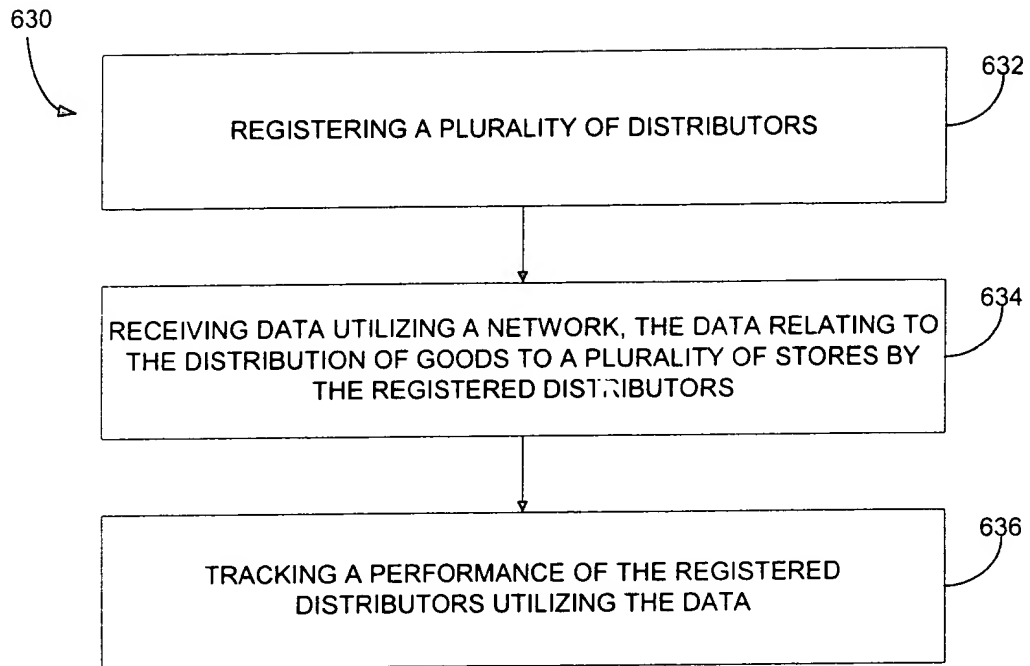 630
632
REGISTERING A PLURALITY OF DISTRIBUTORS
634
RECEIVING DATA UTILIZING A NETWORK, THE DATA RELATING TO
THE DISTRIBUTION OF GOODS TO A PLURALITY OF STORES BY
THE REGISTERED DISTRIBUTORS
636
TRACKING A PERFORMANCE OF THE REGISTERED
DISTRIBUTORS UTILIZING THE DATA